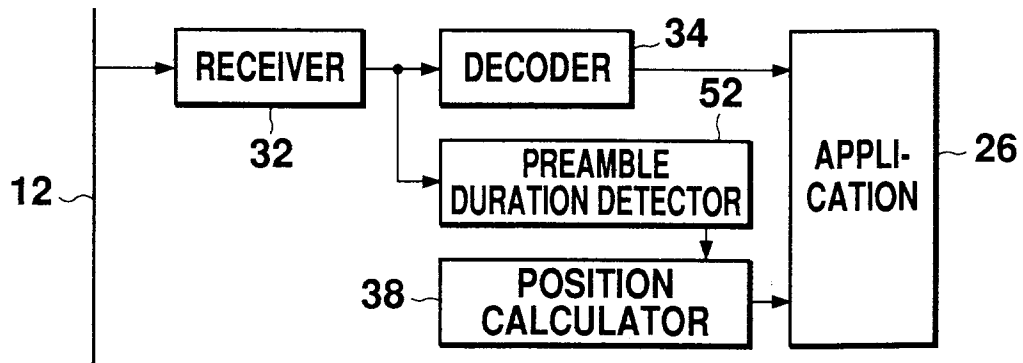 RECEIVER
32
DECODER
34
52
PREAMBLE
DURATION DETECTOR
APPLI-
CATION
26
12
38
POSITION
CALCULATOR